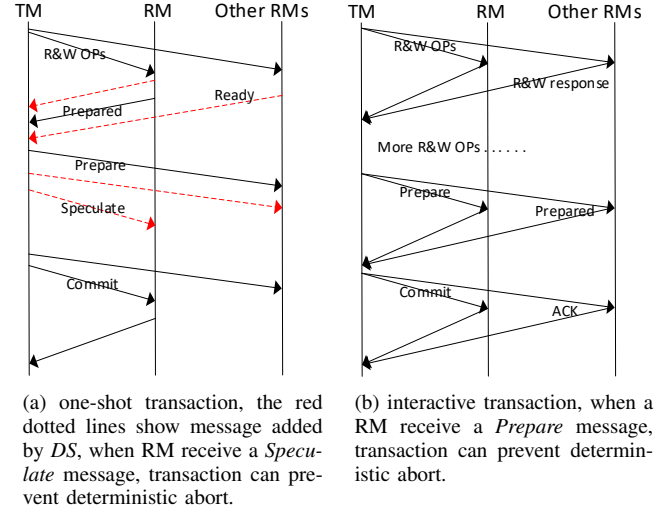 TM RM Other RMs
R&W OPs
Ready
Prepared
Prepare
Speculate
Commit
TM RM Other RMs
R&W OPs
R&W response
More R&W OPs . . . . . .
Prepare
Prepared
Commit
ACK
(a) one-shot transaction, the red
dotted lines show message added
by DS, when RM receive a Specu-
late message, transaction can pre-
vent deterministic abort.
(b) interactive transaction, when a
RM receive a Prepare message,
transaction can prevent determin-
istic abort.